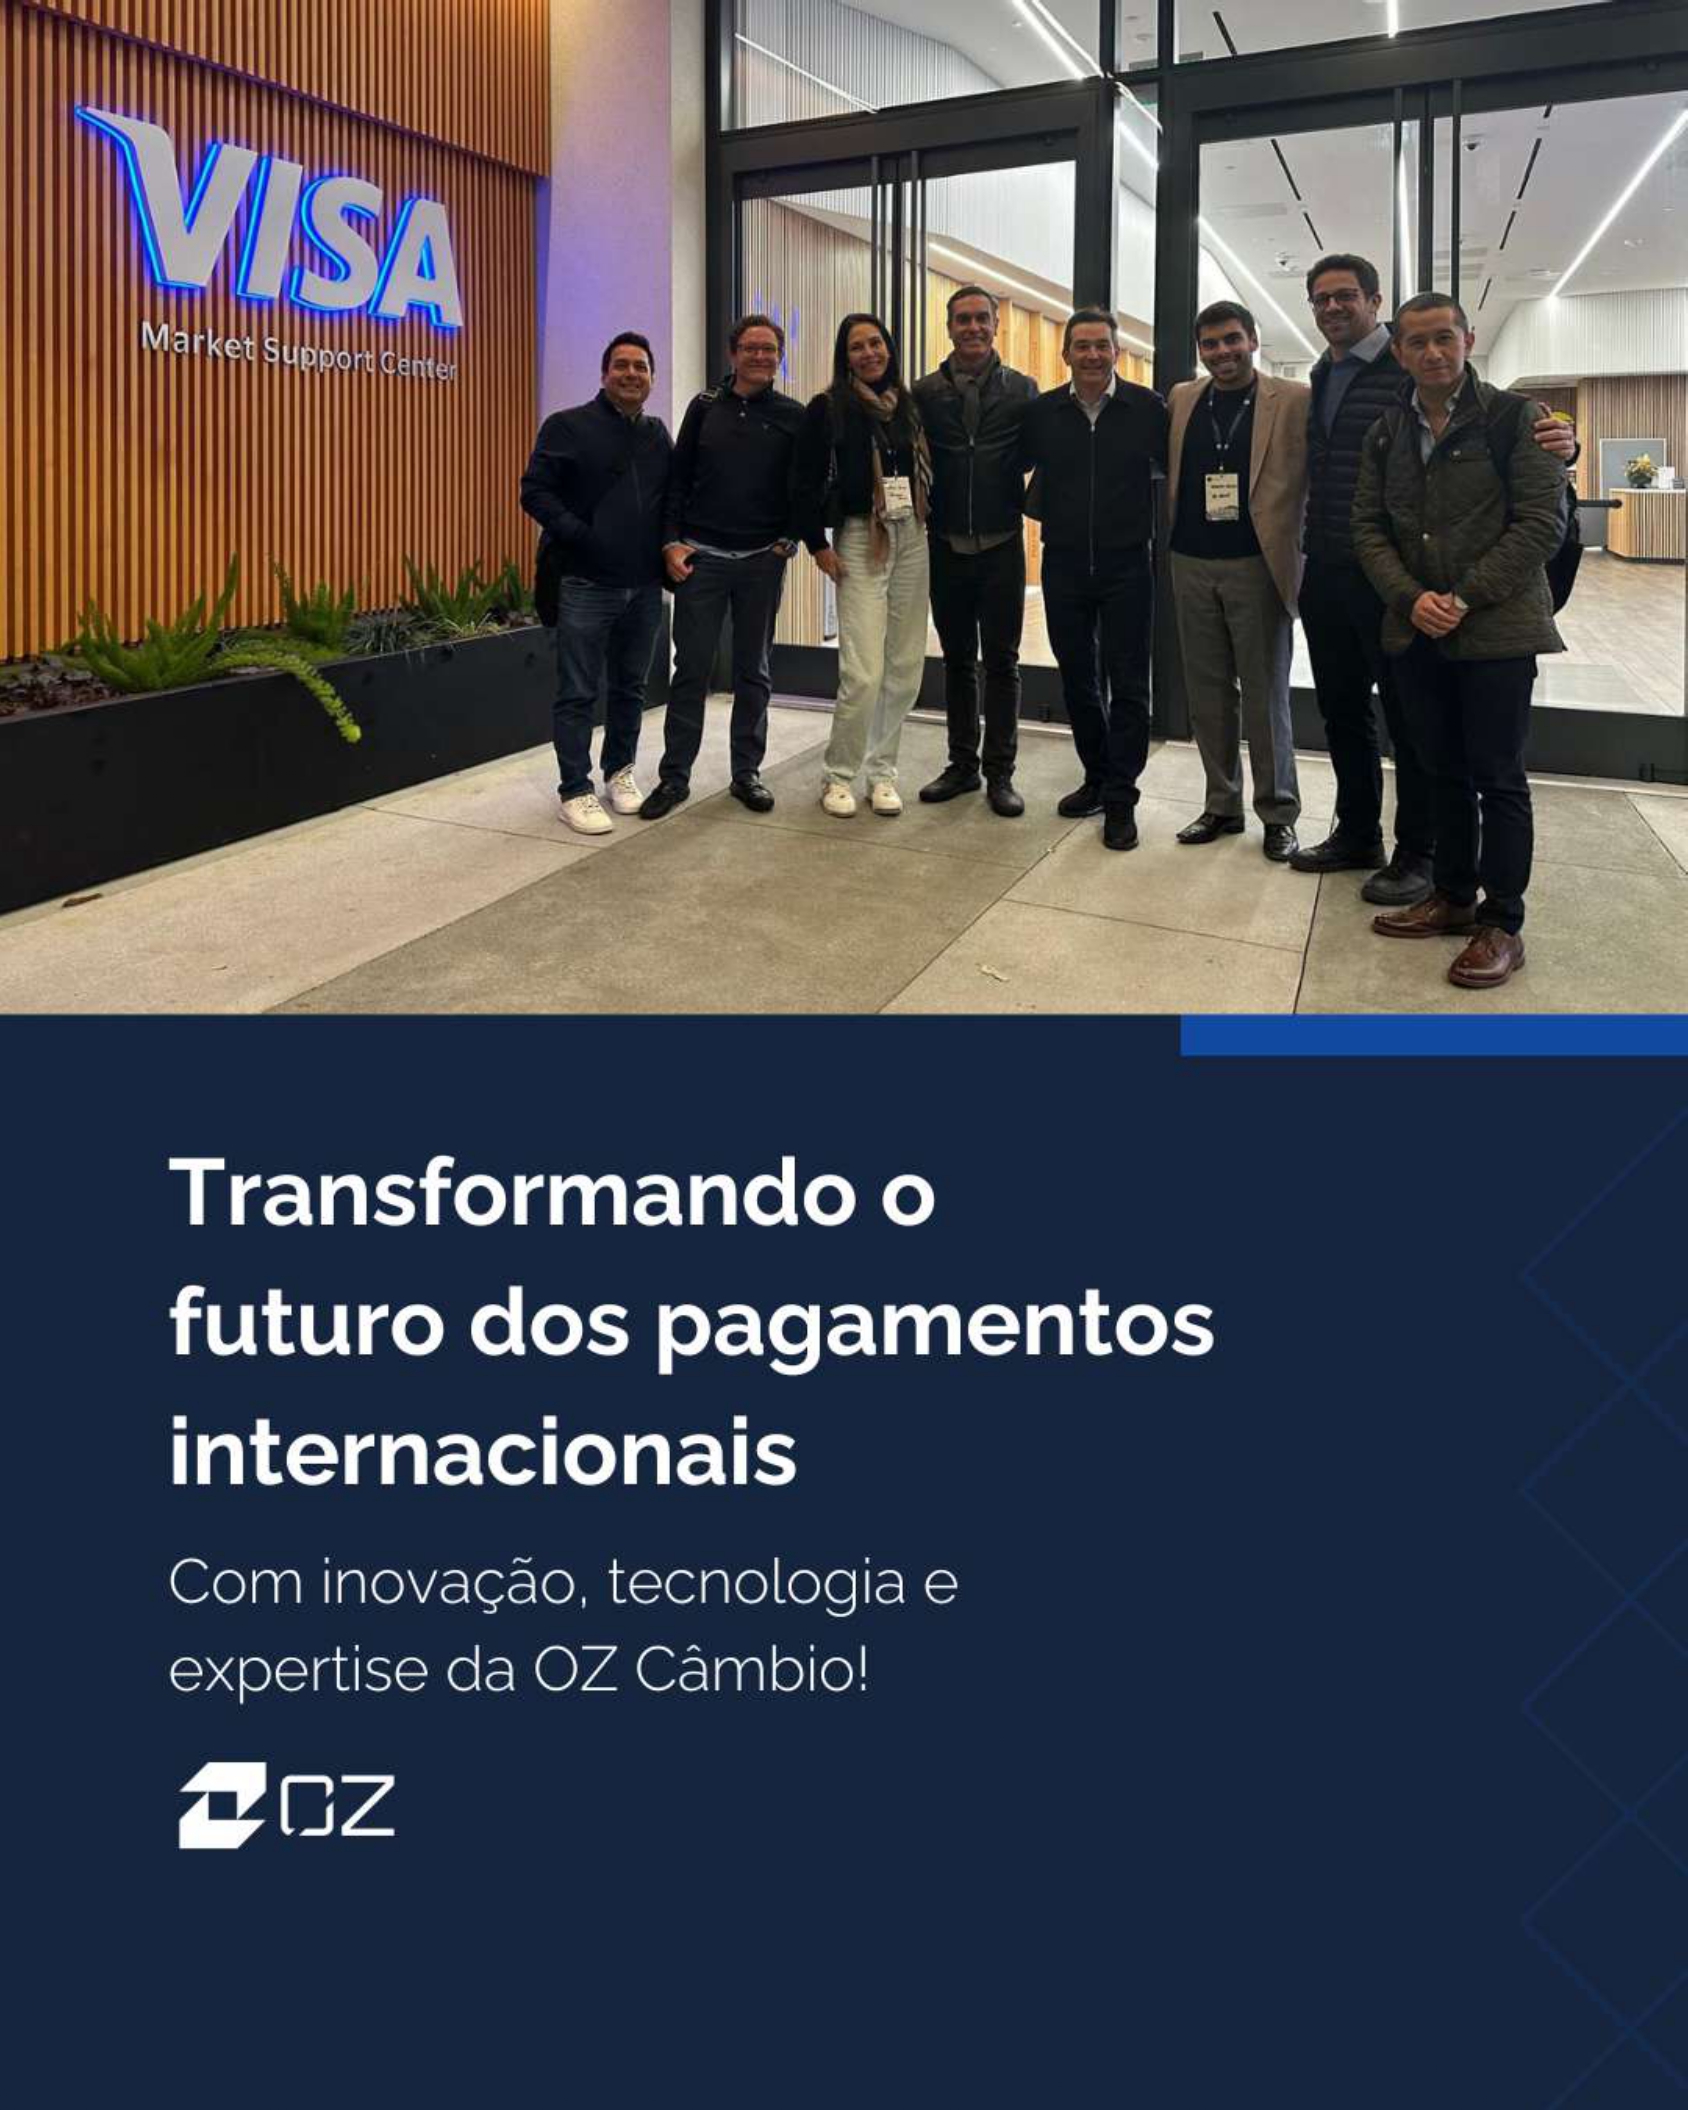 VISA
Market Support Center
Transformando o
futuro dos pagamentos
internacionais
Com inovação, tecnologia e
expertise da OZ Câmbio!
OZ